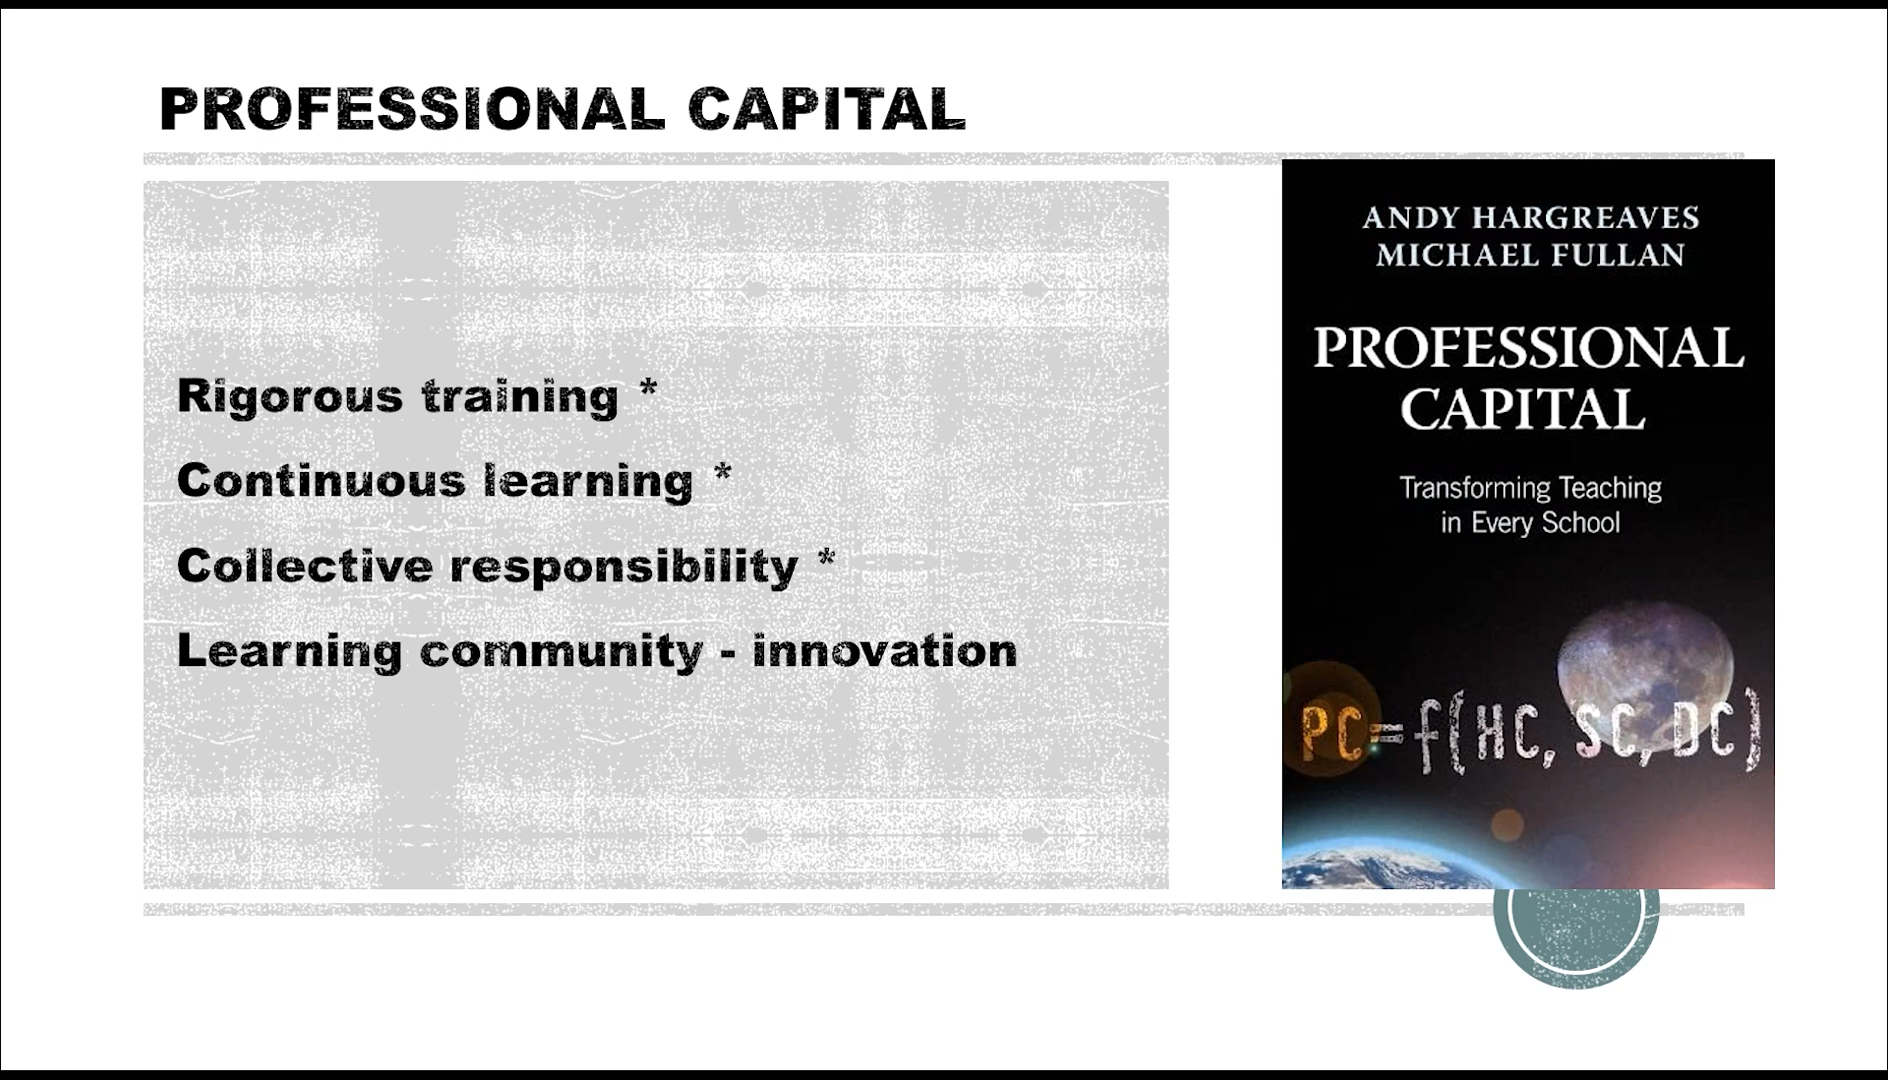 PROFESSIONAL CAPITAL
Rigorous training *
Continuous learning *
Collective responsibility *
Learning community - innovation
ANDY HARGREAVES
MICHAEL FULLAN
PROFESSIONAL
CAPITAL
Transforming Teaching
in Every School
PC=f(HC, SC, DC)